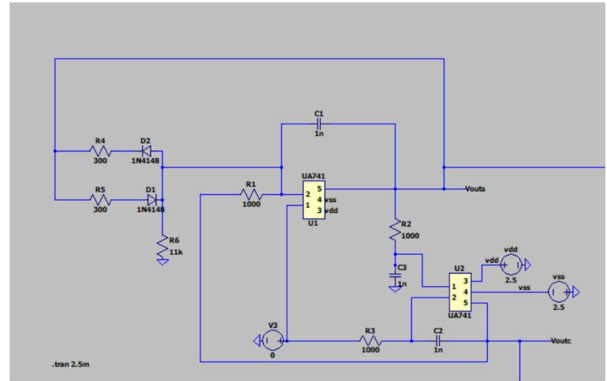 C1
1n
R4
300
D2
1N4148
R5
300
D1
1N4148
R1
1000
UA741
2
1
5
4
3
vss
vdd
U1
Vouts
R6
11k
R2
1000
C3
1n
U2
1
2
3
4
5
UA741
vdd
vdd
2.5
vss
vss
2.5
V3
0
R3
1000
C2
1n
Voutc
.tran 2.5m